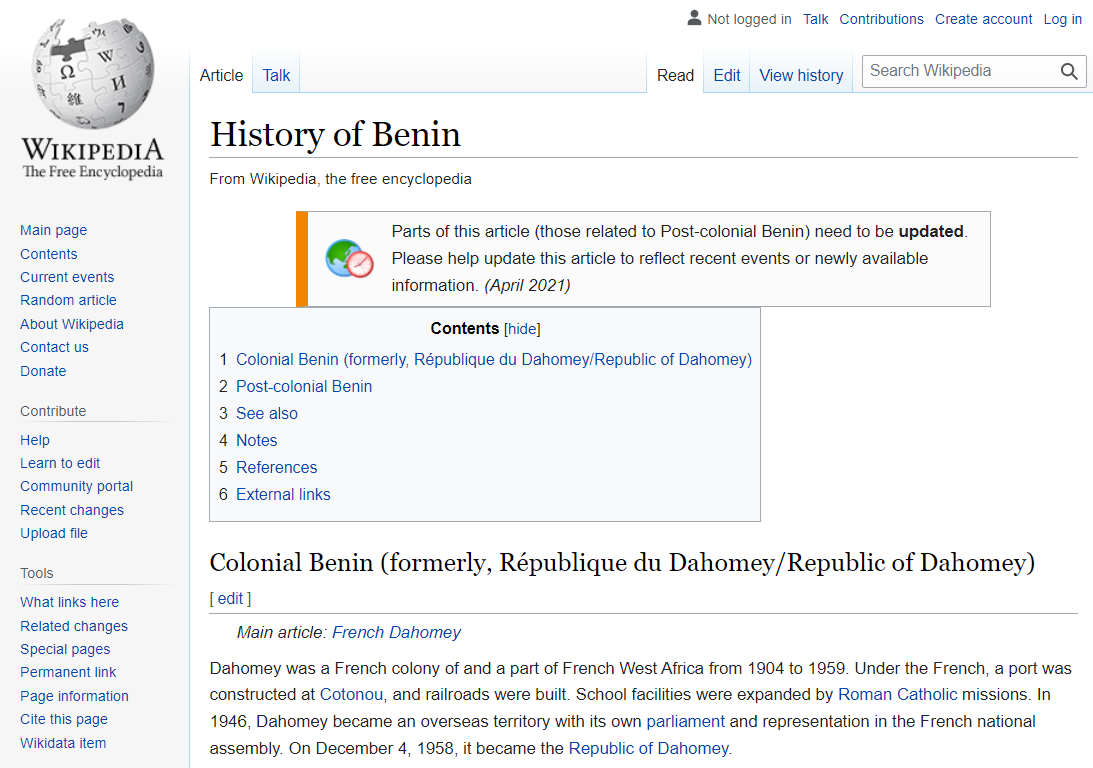 Not logged in Talk Contributions Create account Log in
Article Talk Read Edit View history Search Wikipedia
WIKIPEDIA
The Free Encyclopedia
Main page
Contents
Current events
Random article
About Wikipedia
Contact us
Donate
Contribute
Help
Learn to edit
Community portal
Recent changes
Upload file
Tools
What links here
Related changes
Special pages
Permanent link
Page information
Cite this page
Wikidata item
History of Benin
From Wikipedia, the free encyclopedia
Parts of this article (those related to Post-colonial Benin) need to be updated.
Please help update this article to reflect recent events or newly available
information. (April 2021)
Contents [hide]
1 Colonial Benin (formerly, République du Dahomey/Republic of Dahomey)
2 Post-colonial Benin
3 See also
4 Notes
5 References
6 External links
Colonial Benin (formerly, République du Dahomey/Republic of Dahomey)
[ edit ]
Main article: French Dahomey
Dahomey was a French colony of and a part of French West Africa from 1904 to 1959. Under the French, a port was
constructed at Cotonou, and railroads were built. School facilities were expanded by Roman Catholic missions. In
1946, Dahomey became an overseas territory with its own parliament and representation in the French national
assembly. On December 4, 1958, it became the Republic of Dahomey.